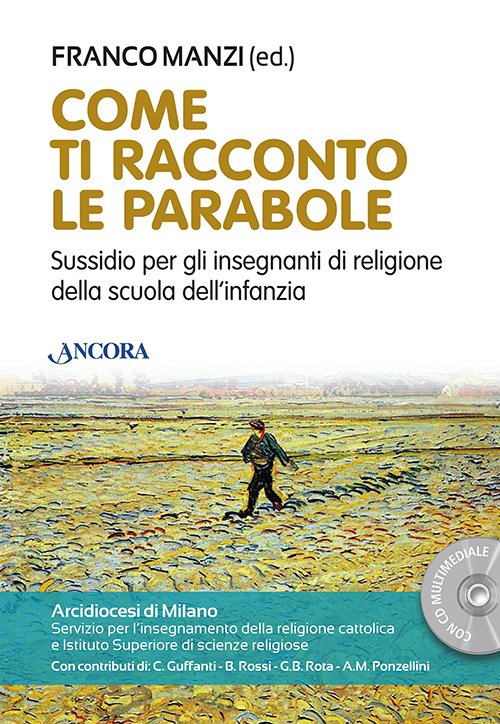 FRANCO MANZI (ed.)
COME
TI RACCONTO
LE PARABOLE
Sussidio per gli insegnanti di religione
della scuola dell'infanzia
ANCORA
CON CD MULTIMEDIALE
Arcidiocesi di Milano
Servizio per l'insegnamento della religione cattolica
e Istituto Superiore di scienze religiose
Con contributi di: C. Guffanti - B. Rossi - G.B. Rota - A.M. Ponzellini